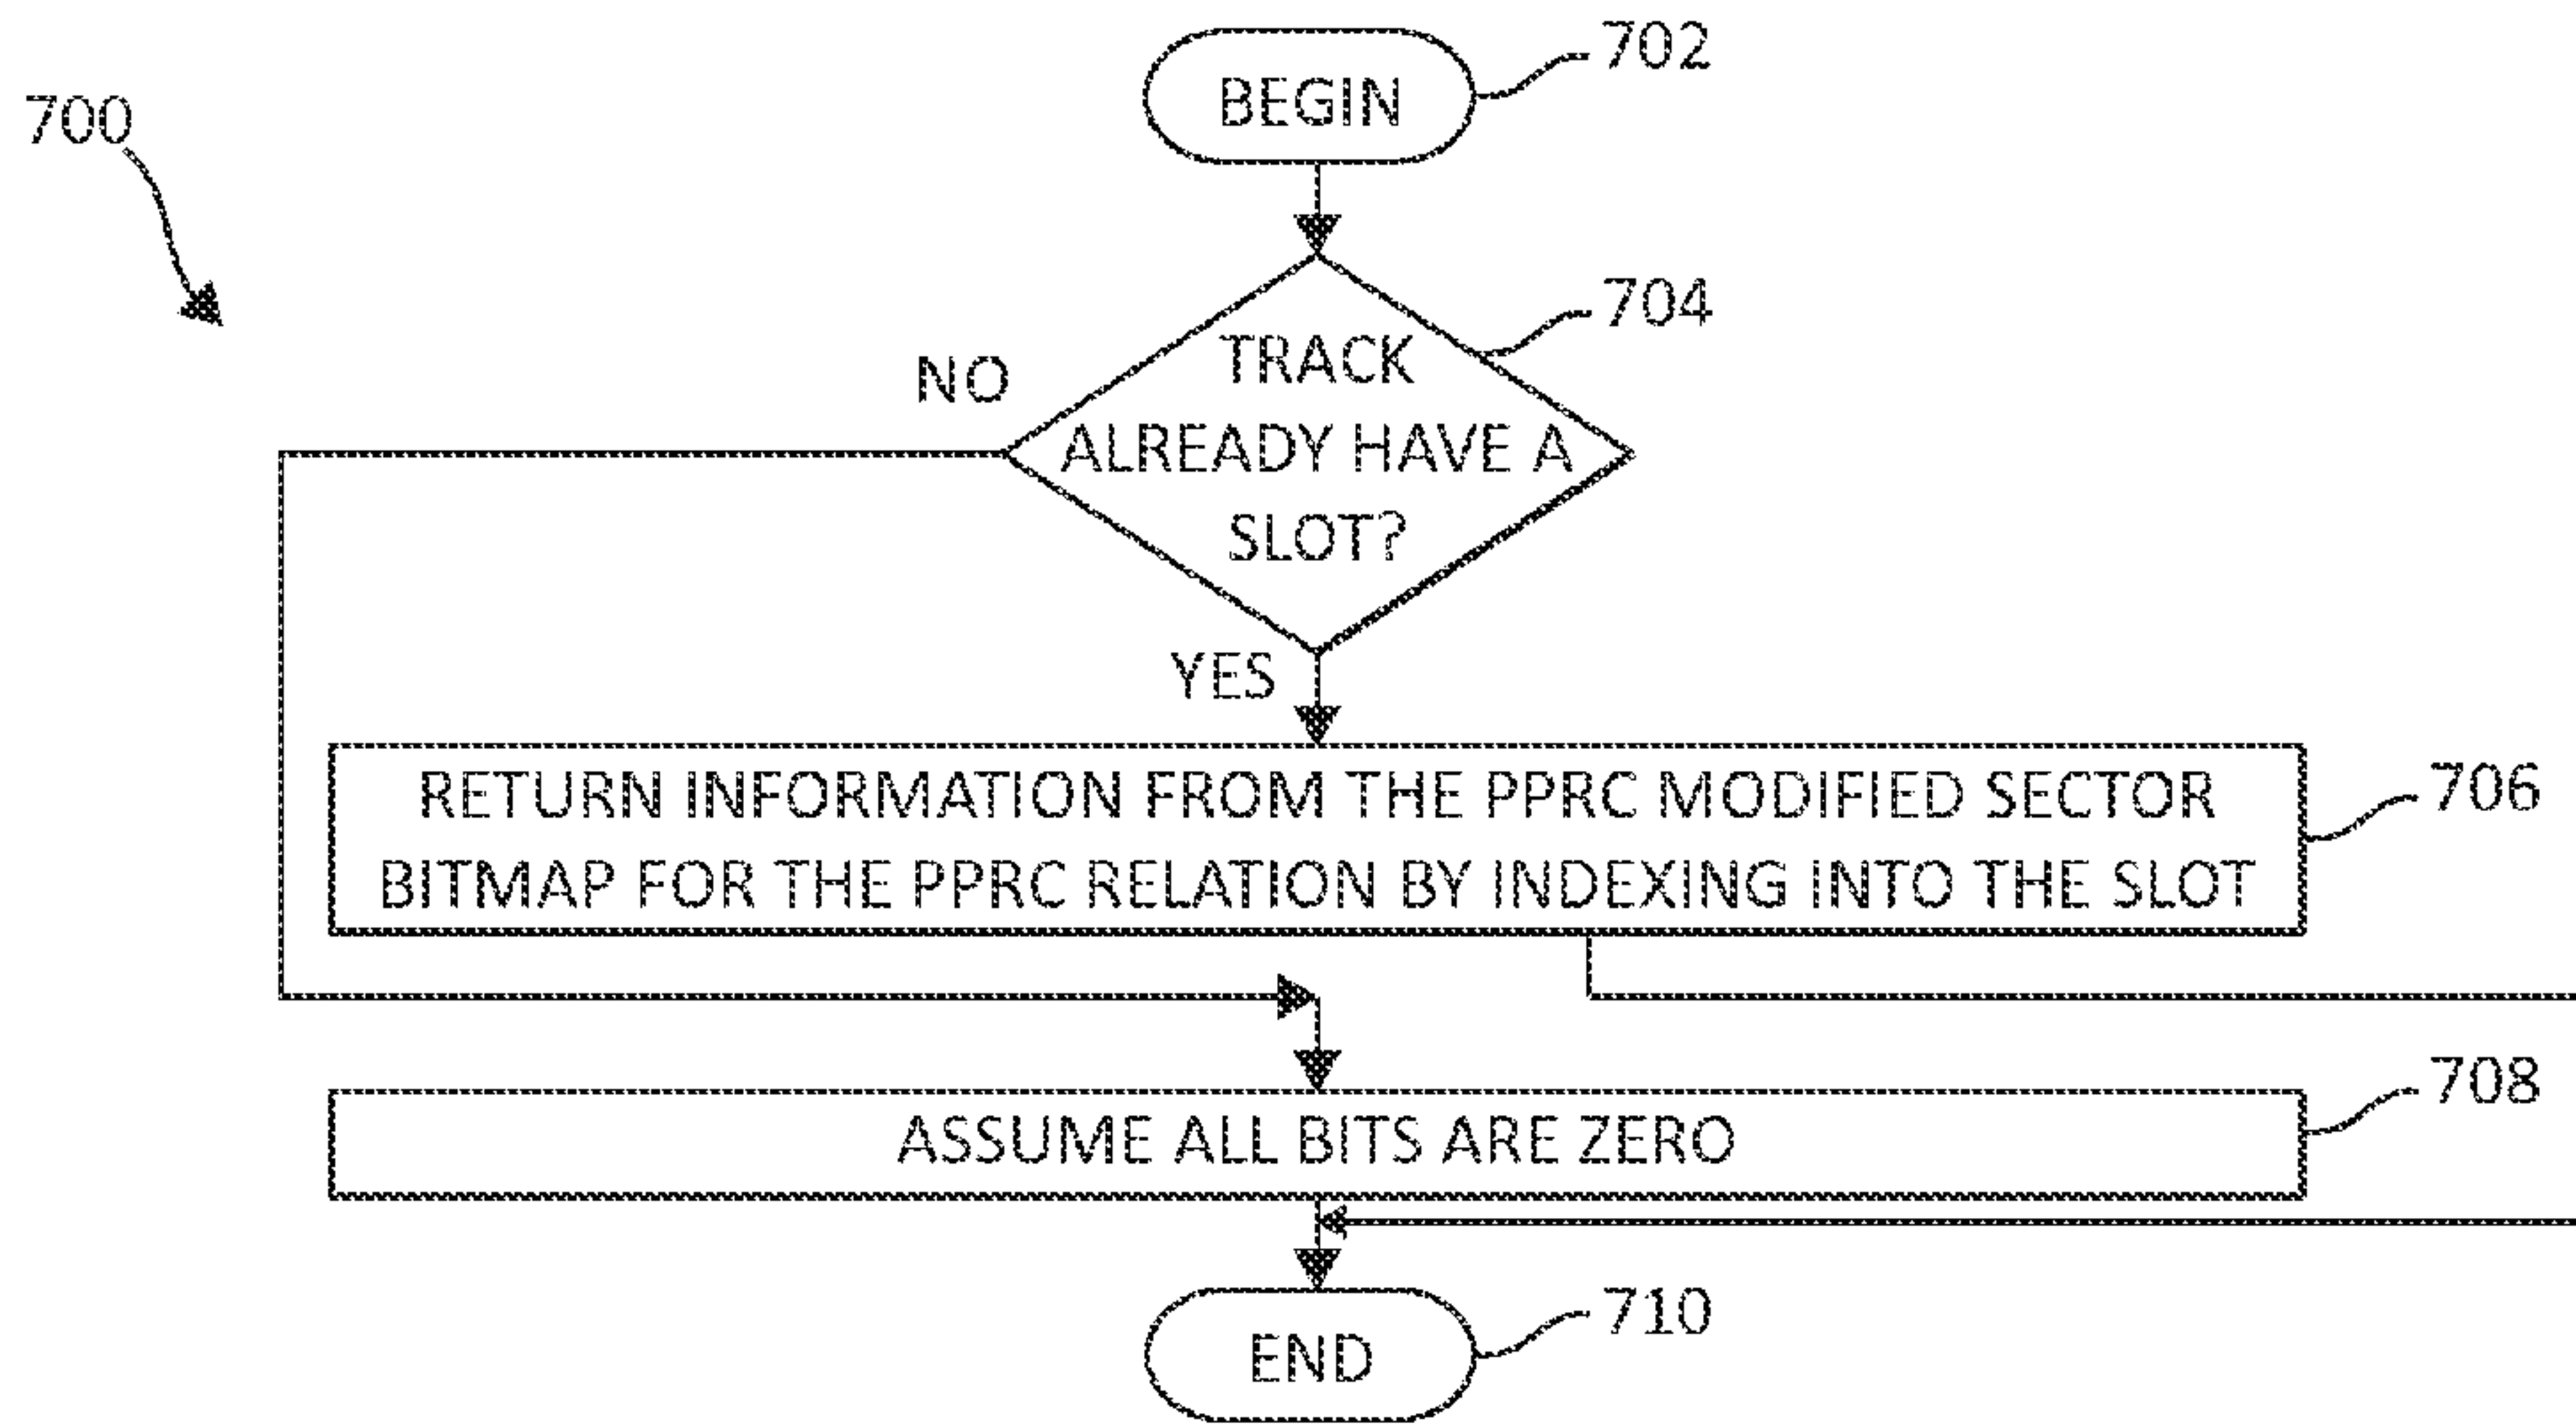 702
BEGIN
700
704
NO
TRACK
ALREADY HAVE A
SLOT?
YES
RETURN INFORMATION FROM THE PPRC MODIFIED SECTOR
BITMAP FOR THE PPRC RELATION BY INDEXING INTO THE SLOT
706
708
ASSUME ALL BITS ARE ZERO
710
END